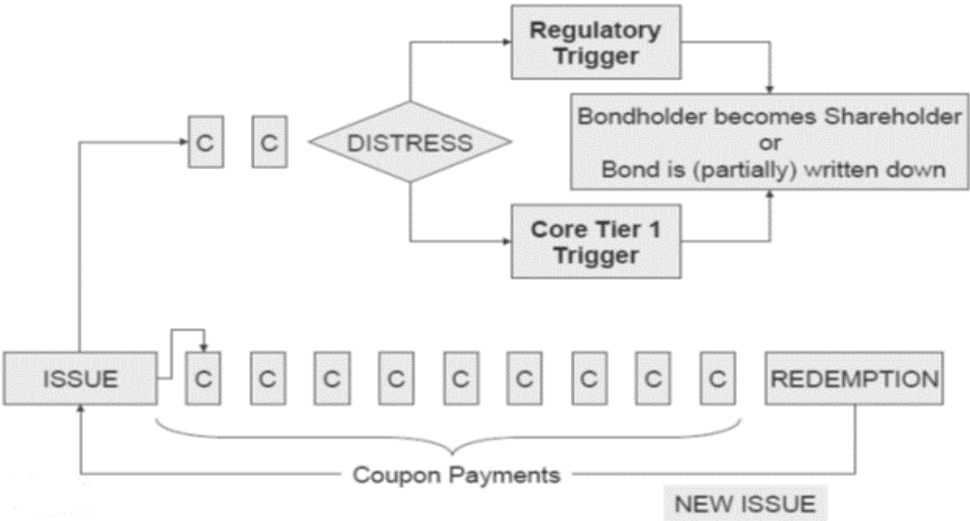 Regulatory
Trigger
Bondholder becomes Shareholder
or
Bond is (partially) written down
C C DISTRESS
Core Tier 1
Trigger
ISSUE C C C C C C C C C REDEMPTION
Coupon Payments
NEW ISSUE